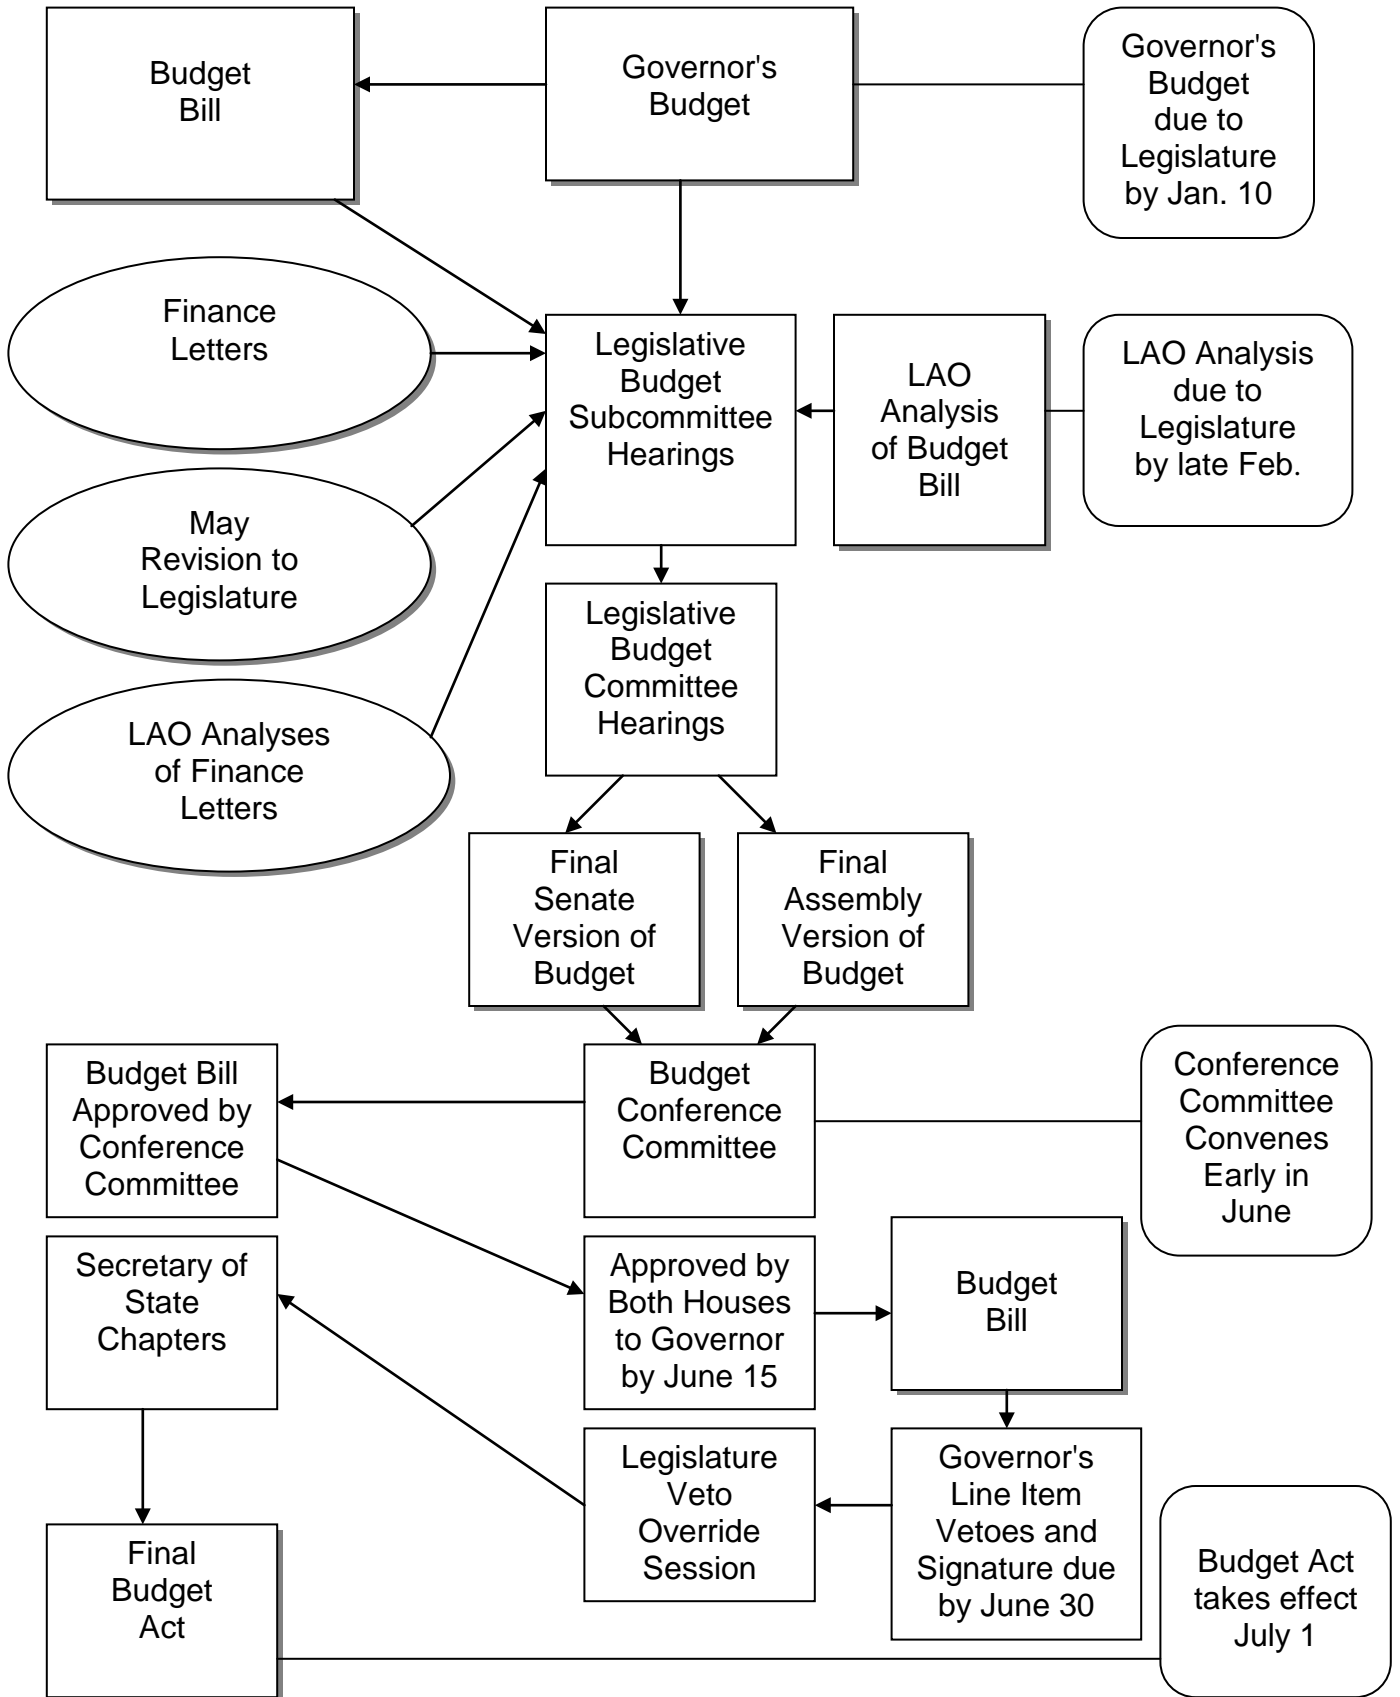 Budget
Bill
Governor's
Budget
Governor's
Budget
due to
Legislature
by Jan. 10
Finance
Letters
Legislative
Budget
Subcommittee
Hearings
LAO
Analysis
of Budget
Bill
LAO Analysis
due to
Legislature
by late Feb.
May
Revision to
Legislature
Legislative
Budget
Committee
Hearings
LAO Analyses
of Finance
Letters
Final
Senate
Version of
Budget
Final
Assembly
Version of
Budget
Budget Bill
Approved by
Conference
Committee
Budget
Conference
Committee
Conference
Committee
Convenes
Early in
June
Secretary of
State
Chapters
Approved by
Both Houses
to Governor
by June 15
Budget
Bill
Legislature
Veto
Override
Session
Governor's
Line Item
Vetoes and
Signature due
by June 30
Final
Budget
Act
Budget Act
takes effect
July 1